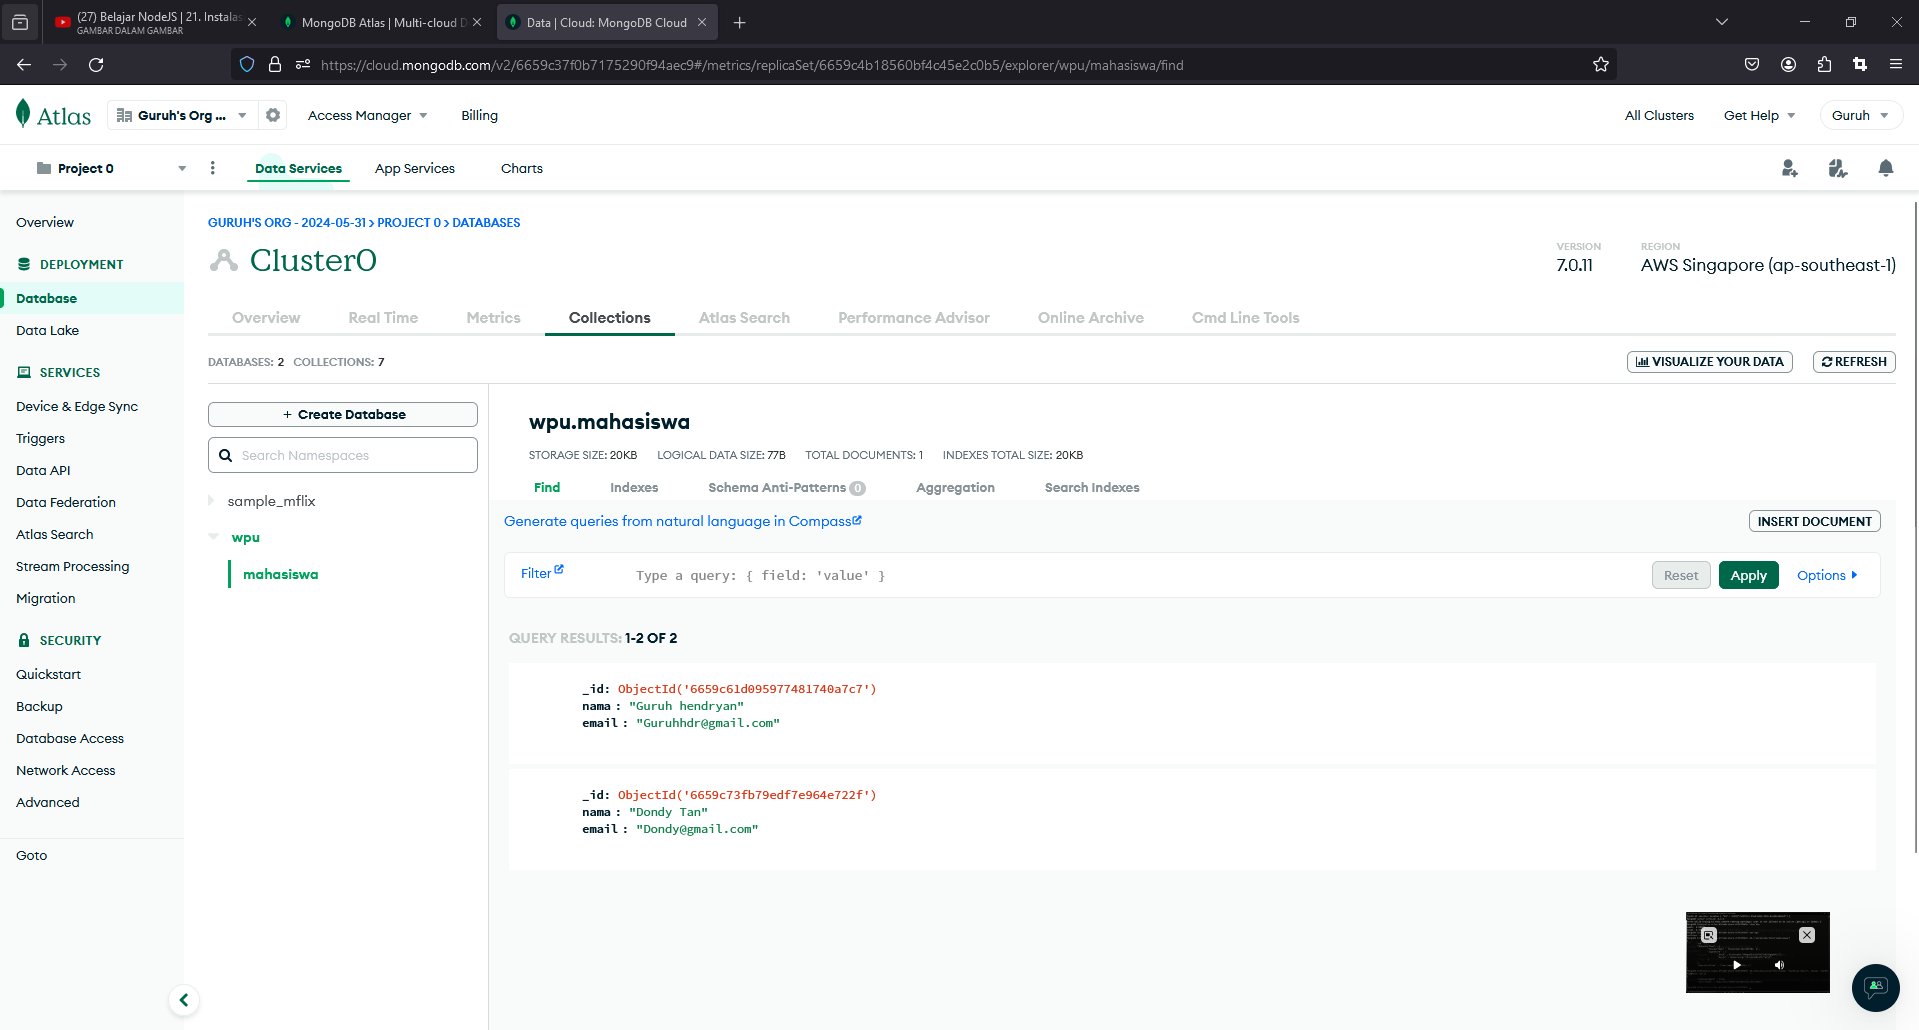 (27) Belajar NodeJS | 21. Instalas
GAMBAR DALAM GAMBAR
MongoDB Atlas | Multi-cloud D
Data | Cloud: MongoDB Cloud
https://cloud.mongodb.com/v2/6659c37f0b7175290f94aec9#/metrics/replicaSet/6659c4b18560bf4c45e2c0b5/explorer/wpu/mahasiswa/find
Atlas
Guruh's Org ...
Access Manager
Billing
All Clusters
Get Help
Guruh
Project 0
Data Services
App Services
Charts
Overview
DEPLOYMENT
Database
Data Lake
SERVICES
Device & Edge Sync
Triggers
Data API
Data Federation
Atlas Search
Stream Processing
Migration
SECURITY
Quickstart
Backup
Database Access
Network Access
Advanced
Goto
GURUH'S ORG - 2024-05-31 > PROJECT 0 > DATABASES
Cluster0
VERSION
7.0.11
REGION
AWS Singapore (ap-southeast-1)
Overview
Real Time
Metrics
Collections
Atlas Search
Performance Advisor
Online Archive
Cmd Line Tools
DATABASES: 2 COLLECTIONS: 7
VISUALIZE YOUR DATA
REFRESH
+ Create Database
Search Namespaces
sample_mflix
wpu
mahasiswa
wpu.mahasiswa
STORAGE SIZE: 20KB LOGICAL DATA SIZE: 77B TOTAL DOCUMENTS: 1 INDEXES TOTAL SIZE: 20KB
Find
Indexes
Schema Anti-Patterns 0
Aggregation
Search Indexes
Generate queries from natural language in Compass
INSERT DOCUMENT
Filter
Type a query: { field: 'value' }
Reset
Apply
Options
QUERY RESULTS: 1-2 OF 2
_id: ObjectId('6659c61d095977481740a7c7')
nama : "Guruh hendryan"
email : "Guruhhdr@gmail.com"
_id: ObjectId('6659c73fb79edf7e964e722f')
nama : "Dondy Tan"
email : "Dondy@gmail.com"